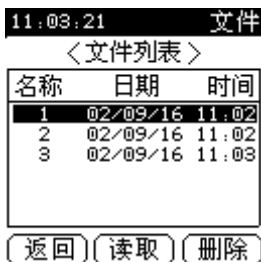 11:03:21 文件
〈文件列表〉
名称 日期 时间
1 02/09/16 11:02
2 02/09/16 11:02
3 02/09/16 11:03
返回 读取 删除